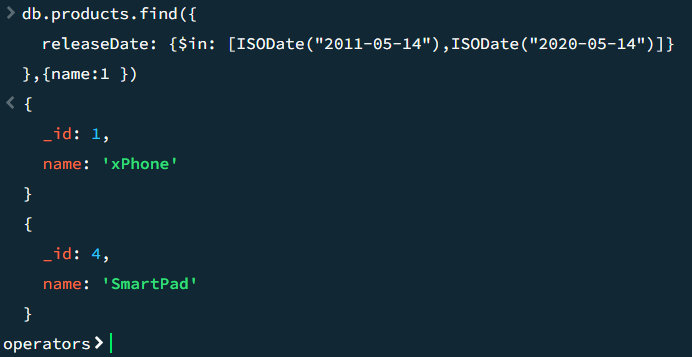 > db.products.find({
releaseDate: {$in: [ISODate("2011-05-14"),ISODate("2020-05-14")]}
},{name:1 })
< {
_id: 1,
name: 'xPhone'
}
{
_id: 4,
name: 'SmartPad'
}
operators>